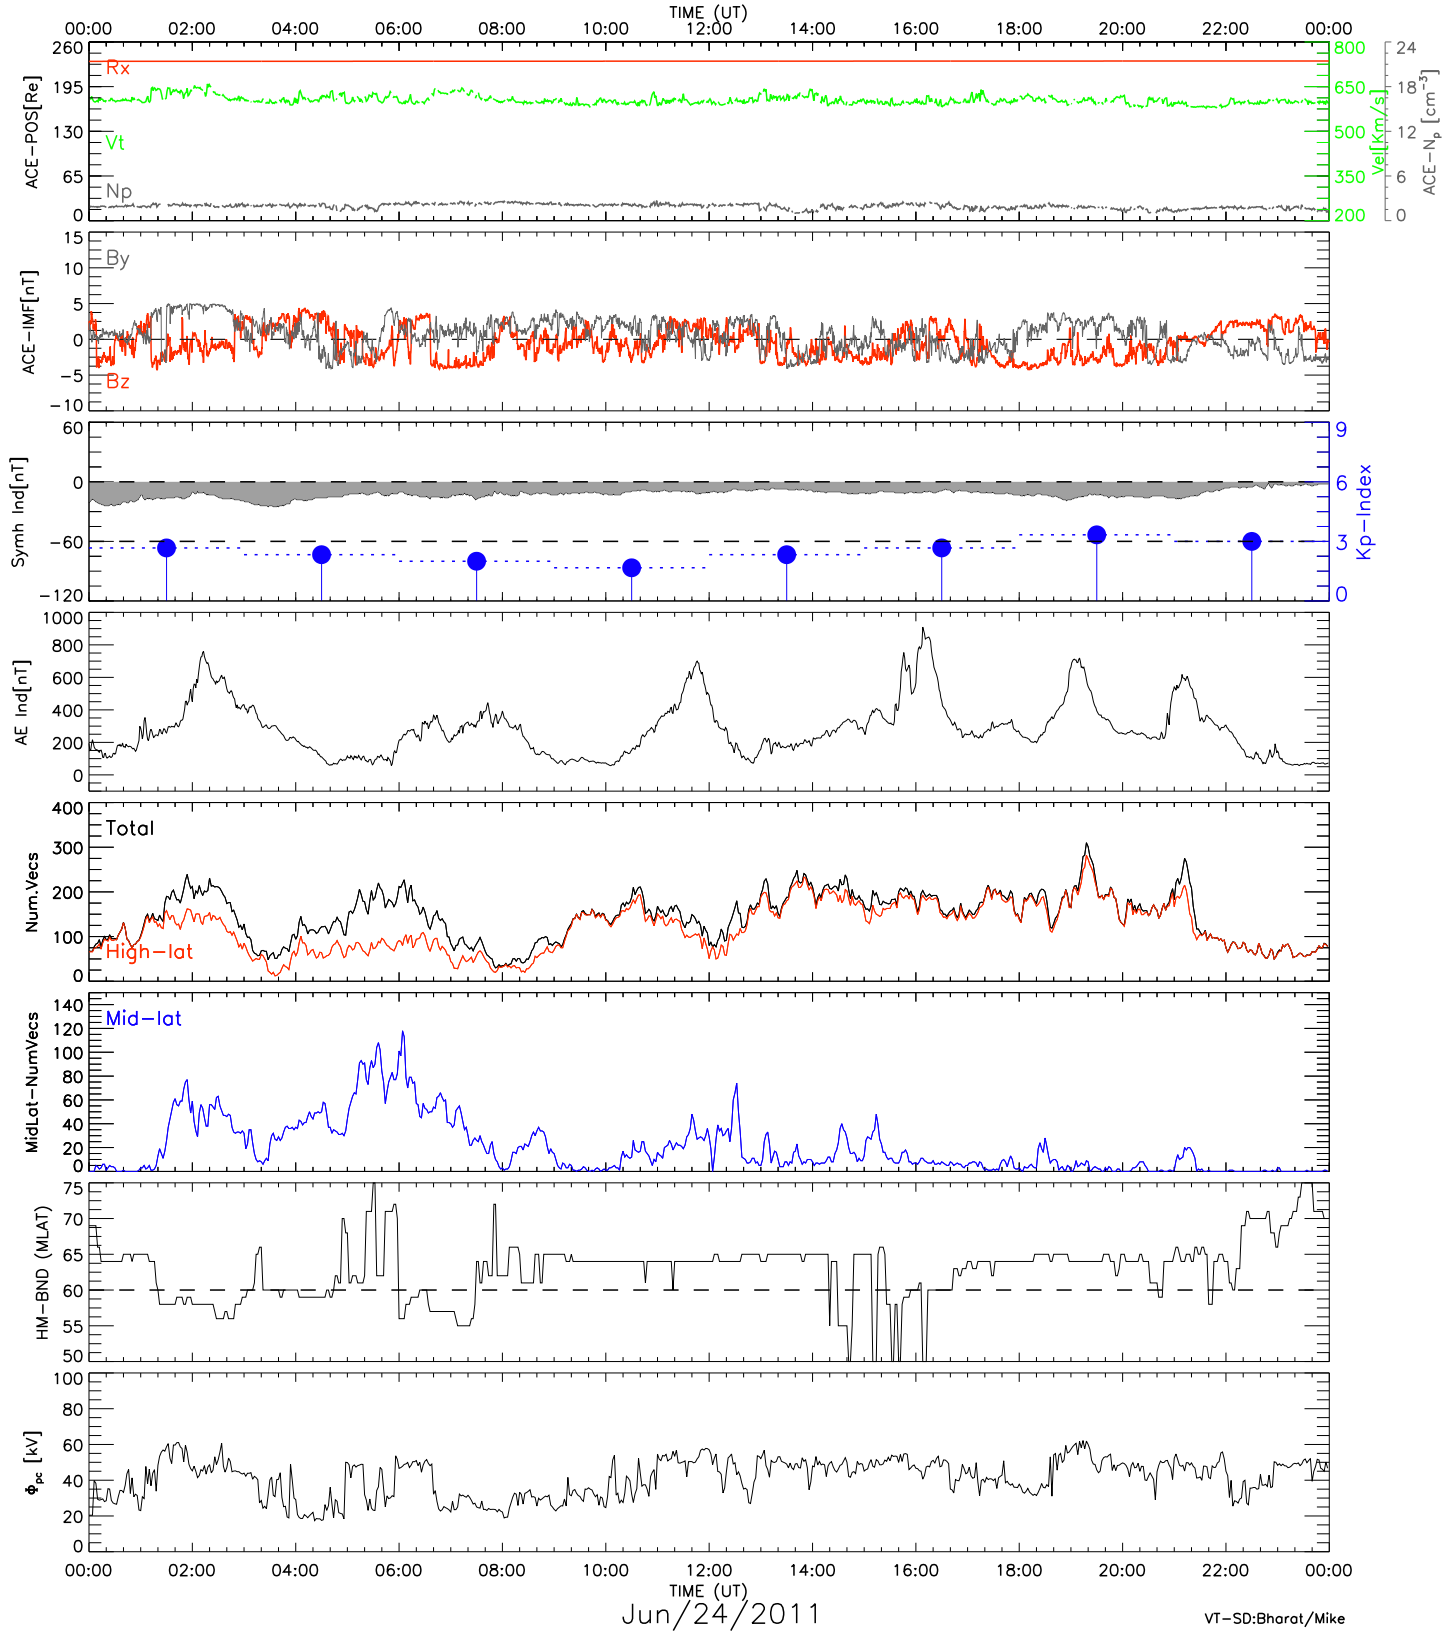 TIME (UT)
00:00 02:00 04:00 06:00 08:00 10:00 12:00 14:00 16:00 18:00 20:00 22:00 00:00
ACE-POS[Re]
260
195
130
65
0
Rx
Vt
Np
800
650
500
350
200
Vel[Km/s]
24
18
12
6
0
ACE-Np [cm-3]
ACE-IMF[nT]
15
10
5
0
-5
-10
By
Bz
Symh Ind[nT]
60
0
-60
-120
9
6
3
0
Kp-Index
AE Ind[nT]
1000
800
600
400
200
0
Num.Vecs
400
300
200
100
0
Total
High-lat
MidLat-NumVecs
140
120
100
80
60
40
20
0
Mid-lat
HM-BND (MLAT)
75
70
65
60
55
50
Φpc [kV]
100
80
60
40
20
0
00:00 02:00 04:00 06:00 08:00 10:00 12:00 14:00 16:00 18:00 20:00 22:00 00:00
TIME (UT)
Jun/24/2011
VT-SD:Bharat/Mike